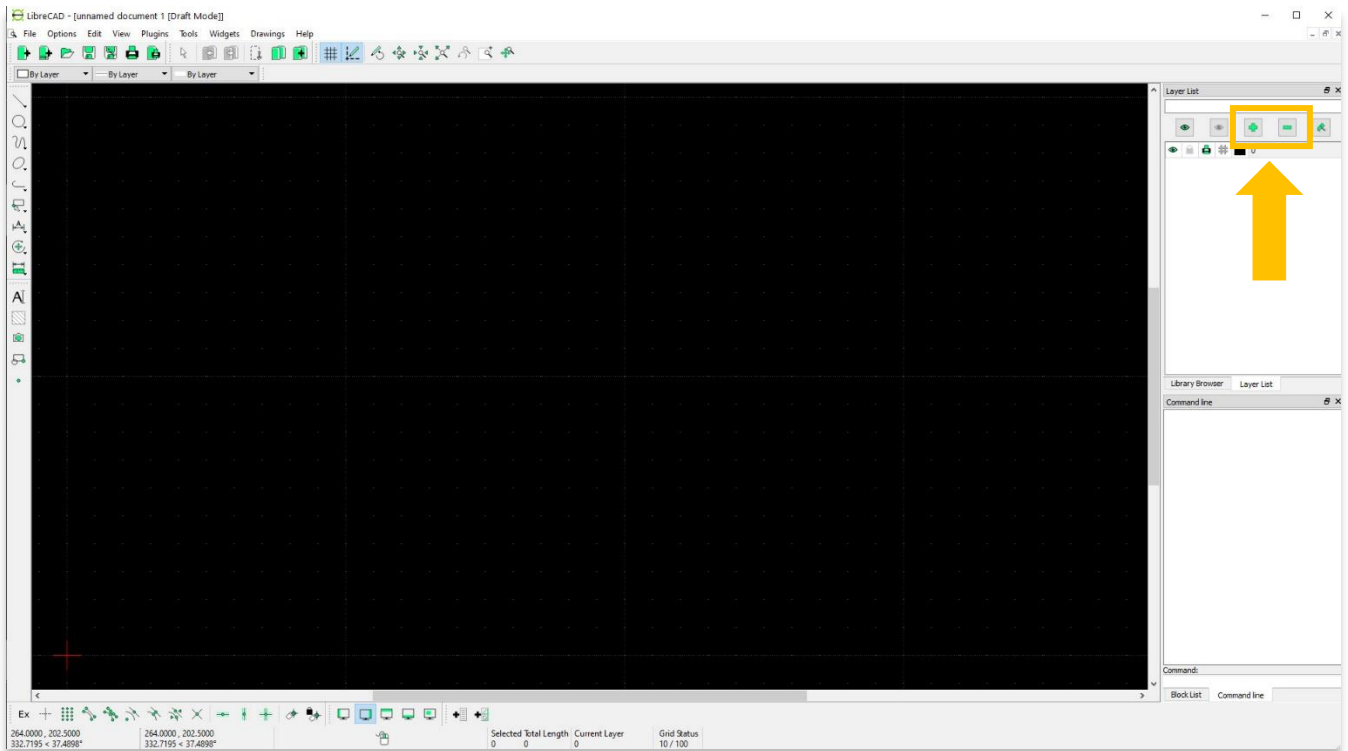 LibreCAD - [unnamed document 1 [Draft Mode]]
File Options Edit View Plugins Tools Widgets Drawings Help
By Layer By Layer By Layer
Layer List
0
Library Browser Layer List
Command line
Command:
Block List Command line
Ex
264.0000 , 202.5000 264.0000 , 202.5000 Selected Total Length Current Layer Grid Status
332.7195 < 37.4898° 332.7195 < 37.4898° 0 0 0 10 / 100